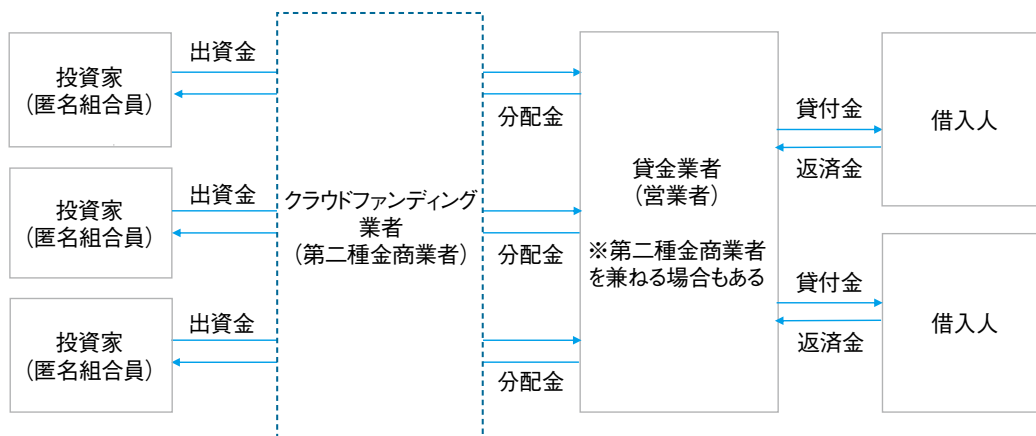 投資家
（匿名組合員）
出資金
投資家
（匿名組合員）
出資金
投資家
（匿名組合員）
出資金
クラウドファンディング
業者
（第二種金商業者）
分配金
分配金
分配金
貸金業者
（営業者）
※第二種金商業者
を兼ねる場合もある
貸付金
返済金
借入人
貸付金
返済金
借入人